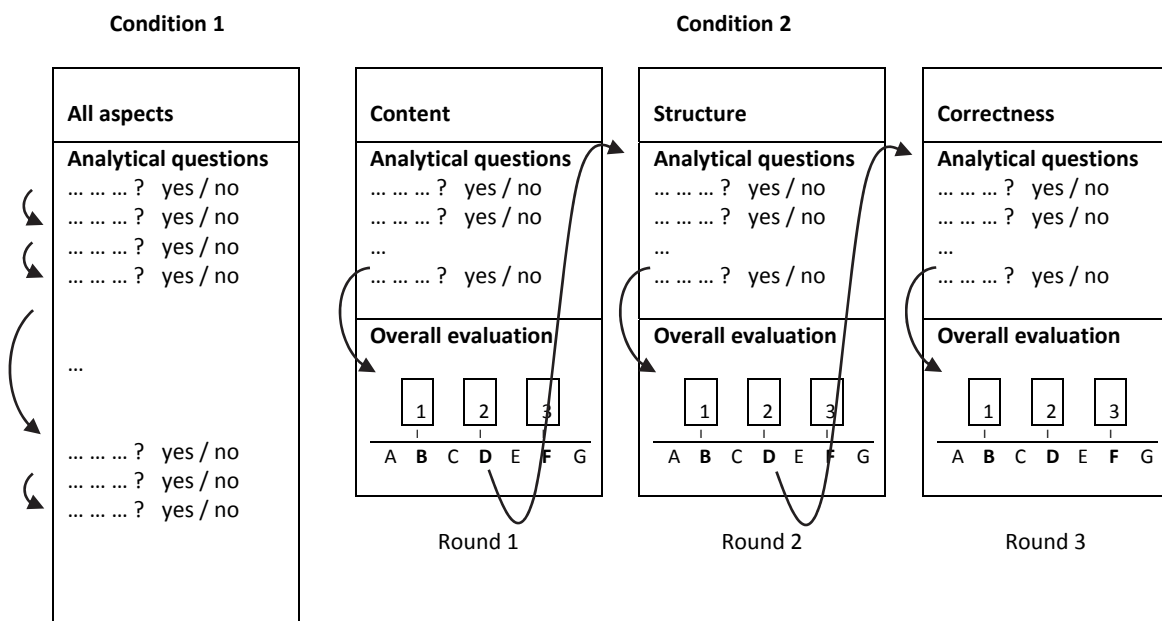 Condition 1
All aspects
Analytical questions
… … … ? yes / no
… … … ? yes / no
… … … ? yes / no
… … … ? yes / no
…
… … … ? yes / no
… … … ? yes / no
… … … ? yes / no
Condition 2
Content
Analytical questions
… … … ? yes / no
… … … ? yes / no
…
… … … ? yes / no
Overall evaluation
1 2 3
A B C D E F G
Round 1
Structure
Analytical questions
… … … ? yes / no
… … … ? yes / no
…
… … … ? yes / no
Overall evaluation
1 2 3
A B C D E F G
Round 2
Correctness
Analytical questions
… … … ? yes / no
… … … ? yes / no
…
… … … ? yes / no
Overall evaluation
1 2 3
A B C D E F G
Round 3